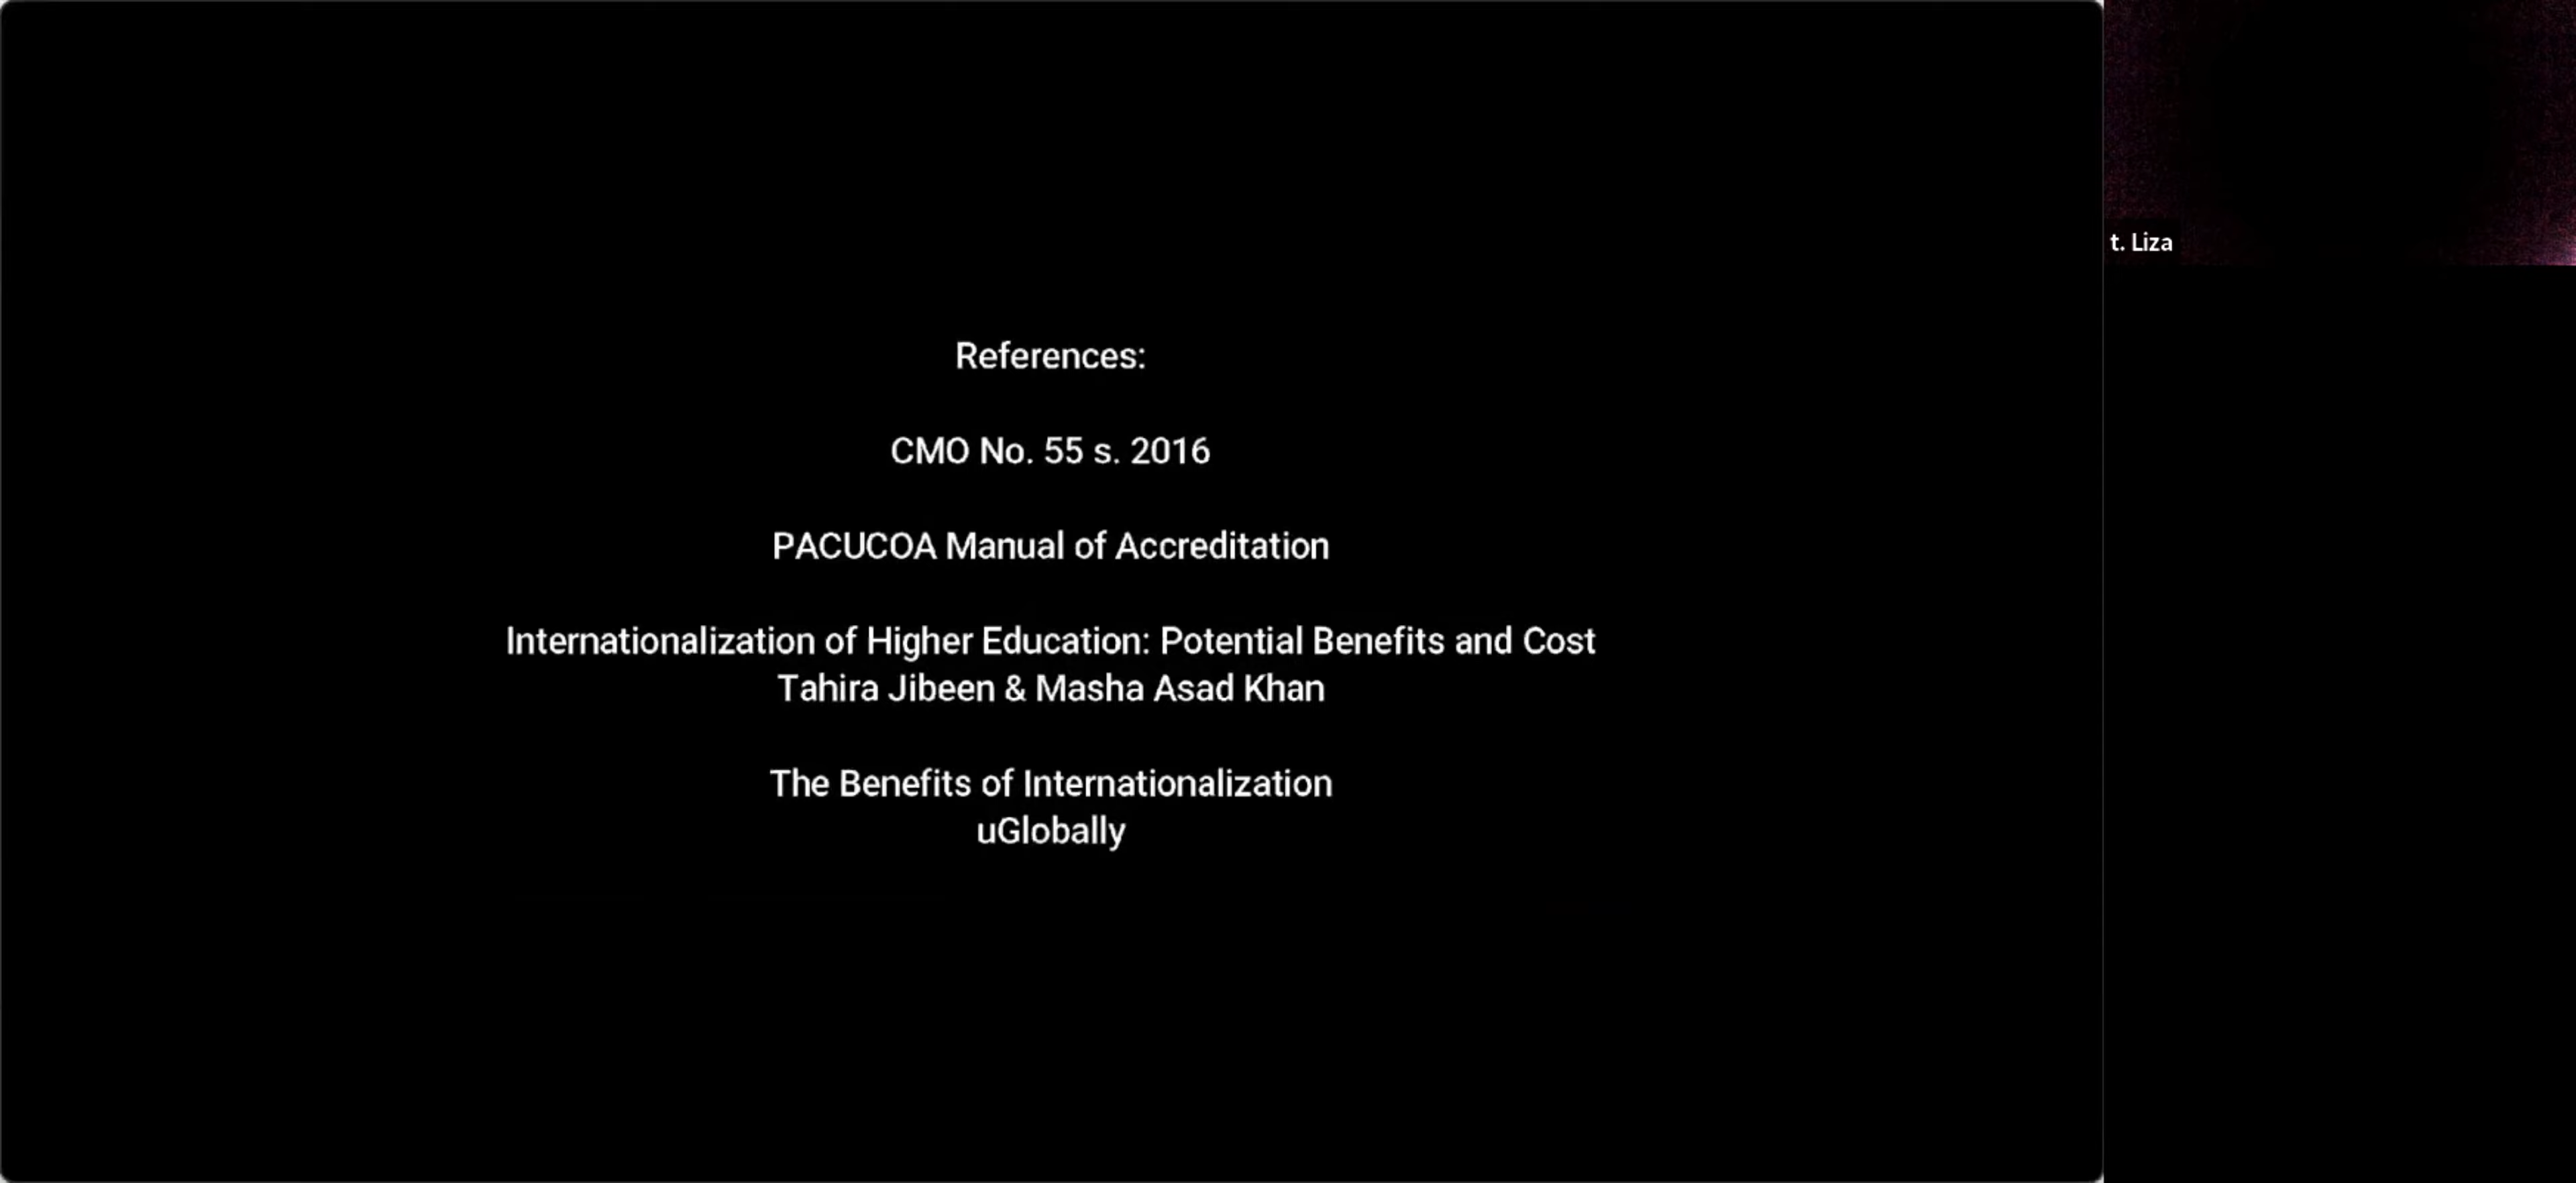 References:
CMO No. 55 s. 2016
PACUCOA Manual of Accreditation
Internationalization of Higher Education: Potential Benefits and Cost
Tahira Jibeen & Masha Asad Khan
The Benefits of Internationalization
uGlobally
t. Liza